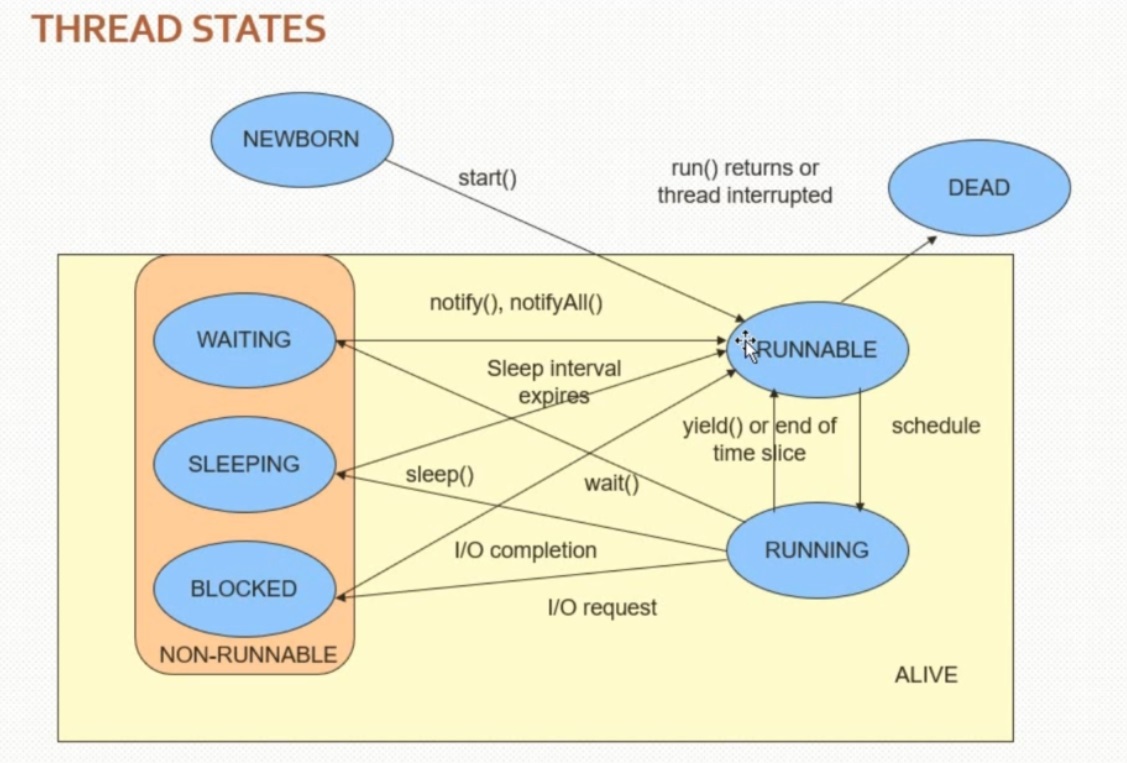 THREAD STATES
NEWBORN
start()
run() returns or
thread interrupted
DEAD
WAITING
notify(), notifyAll()
RUNNABLE
Sleep interval
expires
yield() or end of
time slice
schedule
SLEEPING
sleep()
wait()
I/O completion
RUNNING
BLOCKED
I/O request
NON-RUNNABLE
ALIVE